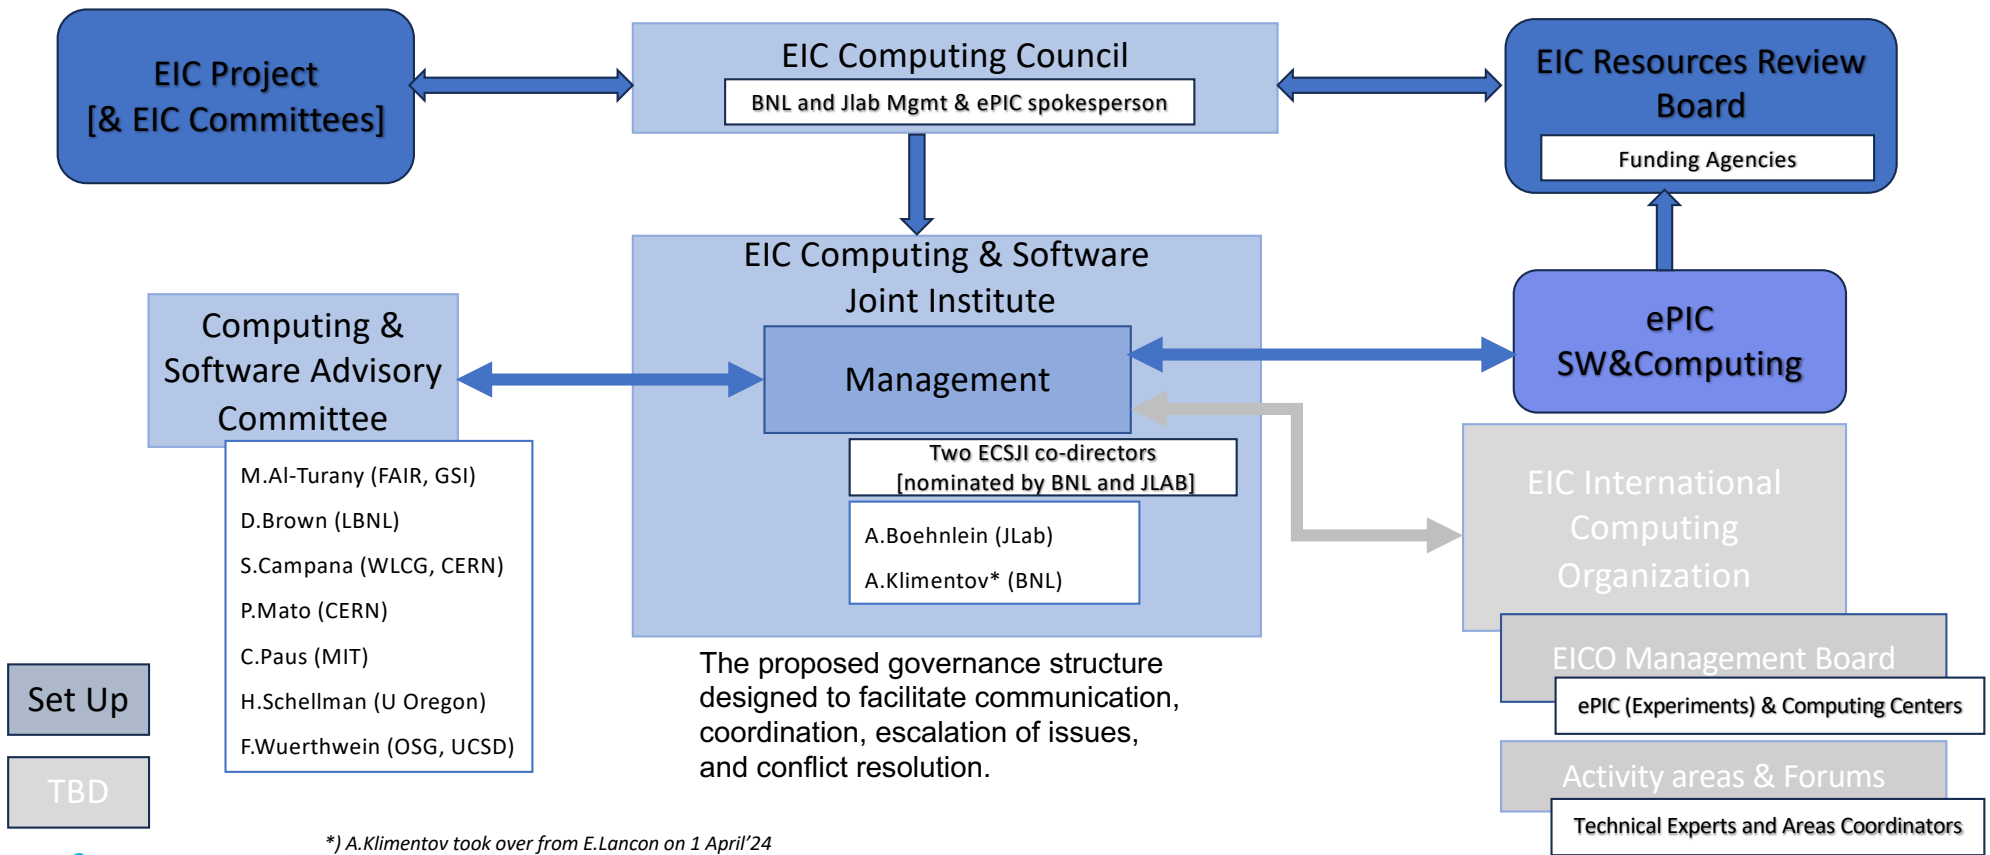 EIC Project
[& EIC Committees]
EIC Computing Council
BNL and Jlab Mgmt & ePIC spokesperson
EIC Resources Review
Board
Funding Agencies
EIC Computing & Software
Joint Institute
Management
Two ECSJI co-directors
[nominated by BNL and JLAB]
A.Boehnlein (JLab)
A.Klimentov* (BNL)
Computing &
Software Advisory
Committee
M.Al-Turany (FAIR, GSI)
D.Brown (LBNL)
S.Campana (WLCG, CERN)
P.Mato (CERN)
C.Paus (MIT)
H.Schellman (U Oregon)
F.Wuerthwein (OSG, UCSD)
ePIC
SW&Computing
EIC International
Computing
Organization
EICO Management Board
ePIC (Experiments) & Computing Centers
Activity areas & Forums
Technical Experts and Areas Coordinators
The proposed governance structure
designed to facilitate communication,
coordination, escalation of issues,
and conflict resolution.
Set Up
TBD
*) A.Klimentov took over from E.Lancon on 1 April'24